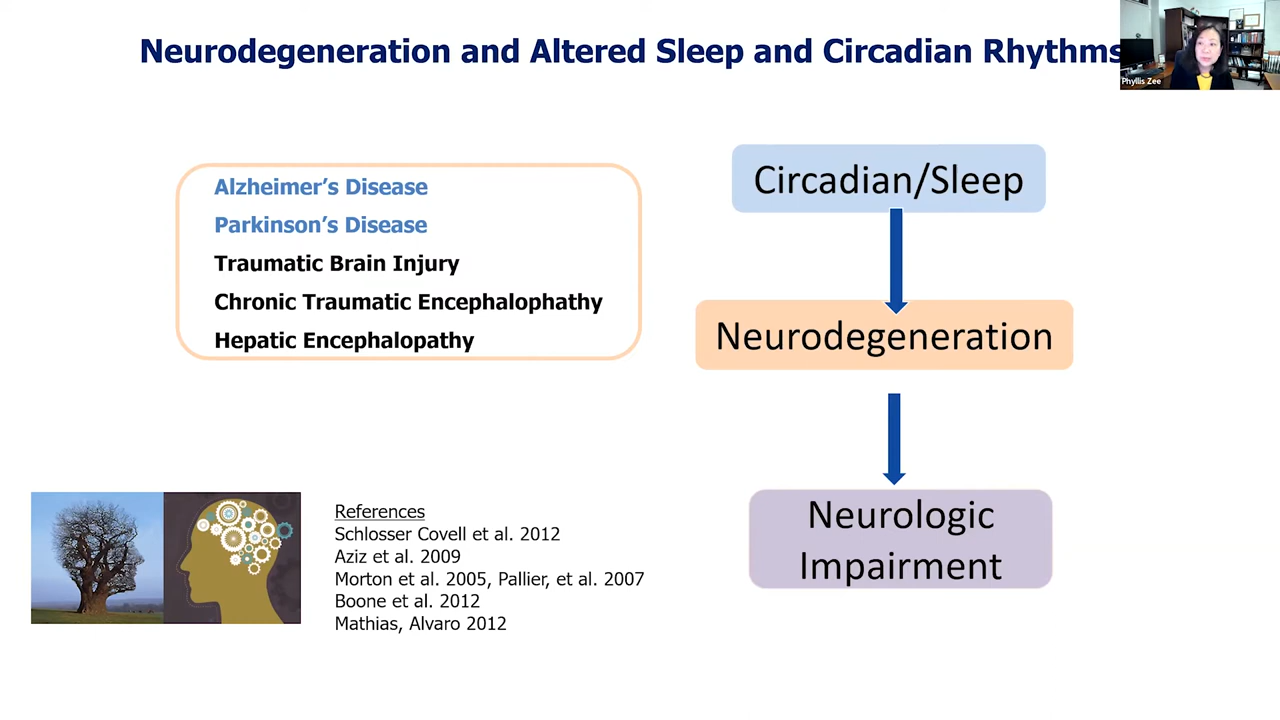 Neurodegeneration and Altered Sleep and Circadian Rhythms
Phyllis Zee
Alzheimer’s Disease
Parkinson’s Disease
Traumatic Brain Injury
Chronic Traumatic Encephalophathy
Hepatic Encephalopathy
Circadian/Sleep
Neurodegeneration
Neurologic
Impairment
References
Schlosser Covell et al. 2012
Aziz et al. 2009
Morton et al. 2005, Pallier, et al. 2007
Boone et al. 2012
Mathias, Alvaro 2012